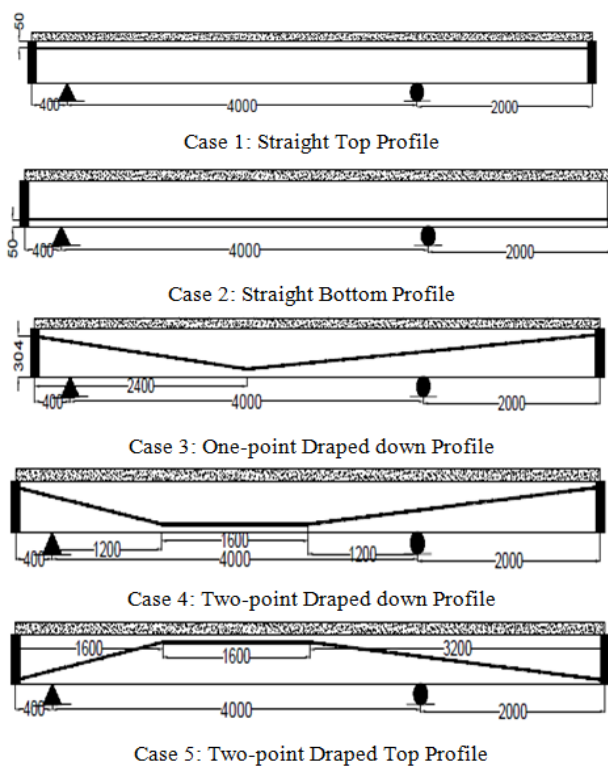 50
400 4000 2000
Case 1: Straight Top Profile
50
400 4000 2000
Case 2: Straight Bottom Profile
304
2400
400 4000 2000
Case 3: One-point Draped down Profile
1600
1200 1200
400 4000 2000
Case 4: Two-point Draped down Profile
1600 3200
1600
400 4000 2000
Case 5: Two-point Draped Top Profile